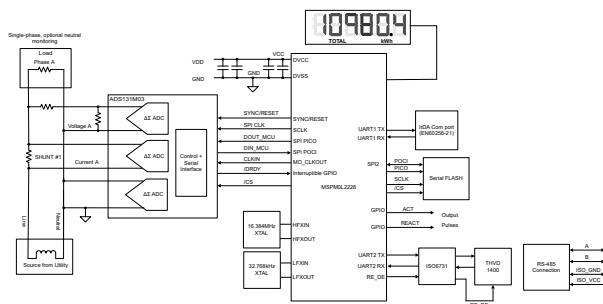 Single-phase, optional neutral
monitoring
Load
Phase A
109804
TOTAL kWh
VDD
VCC
GND
GND
DVCC
DVSS
ADS131M03
ΔΣ ADC
Voltage A
ΔΣ ADC
SHUNT #1
Current A
ΔΣ ADC
Control +
Serial
Interface
SYNC/RESET
SPI CLK
DOUT_MCU
DIN_MCU
CLKIN
/DRDY
/CS
SYNC/RESET
SCLK
SPI PICO
SPI POCI
MO_CLKOUT
Interruptible GPIO
MSPM0L2228
UART1 TX
UART1 RX
IrDA Com port
(EN60256-21)
SPI2
POCI
PICO
SCLK
/CS
Serial FLASH
GPIO
ACT
GPIO
REACT
Output
Pulses
Line
Neutral
Source from Utility
16.384MHz
XTAL
HFXIN
HFXOUT
32.768kHz
XTAL
LFXIN
LFXOUT
UART2 TX
UART2 RX
RE_DE
ISO6731
THVD
1400
RS-485
Connection
A
B
ISO_GND
ISO_VCC